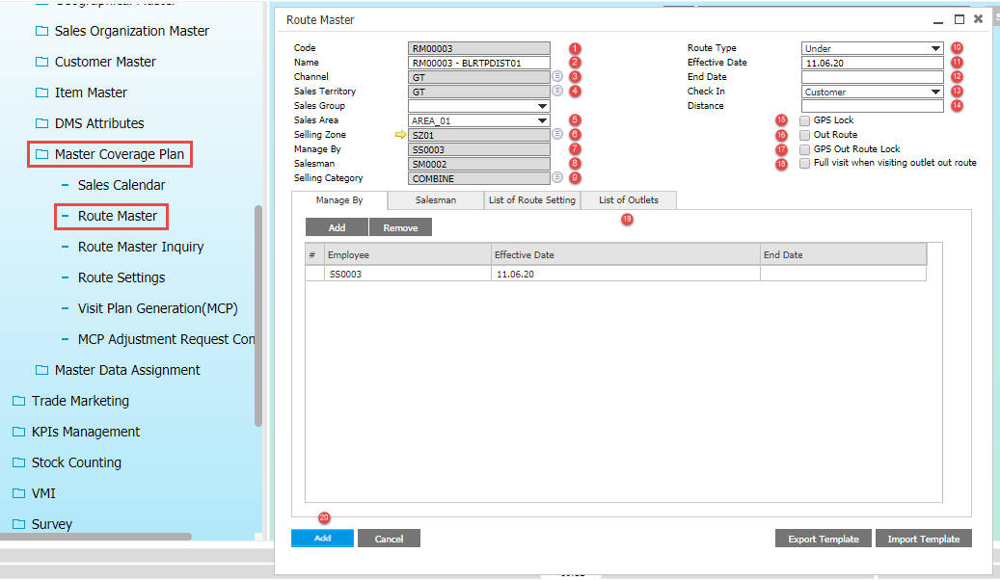 Sales Organization Master
Customer Master
Item Master
DMS Attributes
Master Coverage Plan
Sales Calendar
Route Master
Route Master Inquiry
Route Settings
Visit Plan Generation(MCP)
MCP Adjustment Request Con
Master Data Assignment
Trade Marketing
KPIs Management
Stock Counting
VMI
Survey
Route Master
Code RM00003 1
Name RM00003 - BLRTPDIST01 2
Channel GT 3
Sales Territory GT 4
Sales Group
Sales Area AREA_01 5
Selling Zone SZ01 6
Manage By SS0003 7
Salesman SM0002 8
Selling Category COMBINE 9
Route Type Under 10
Effective Date 11.06.20 11
End Date 12
Check In Customer 13
Distance 14
15 GPS Lock
16 Out Route
17 GPS Out Route Lock
18 Full visit when visiting outlet out route
Manage By Salesman List of Route Setting List of Outlets
19
Add Remove
# Employee Effective Date End Date
SS0003 11.06.20
20
Add Cancel Export Template Import Template